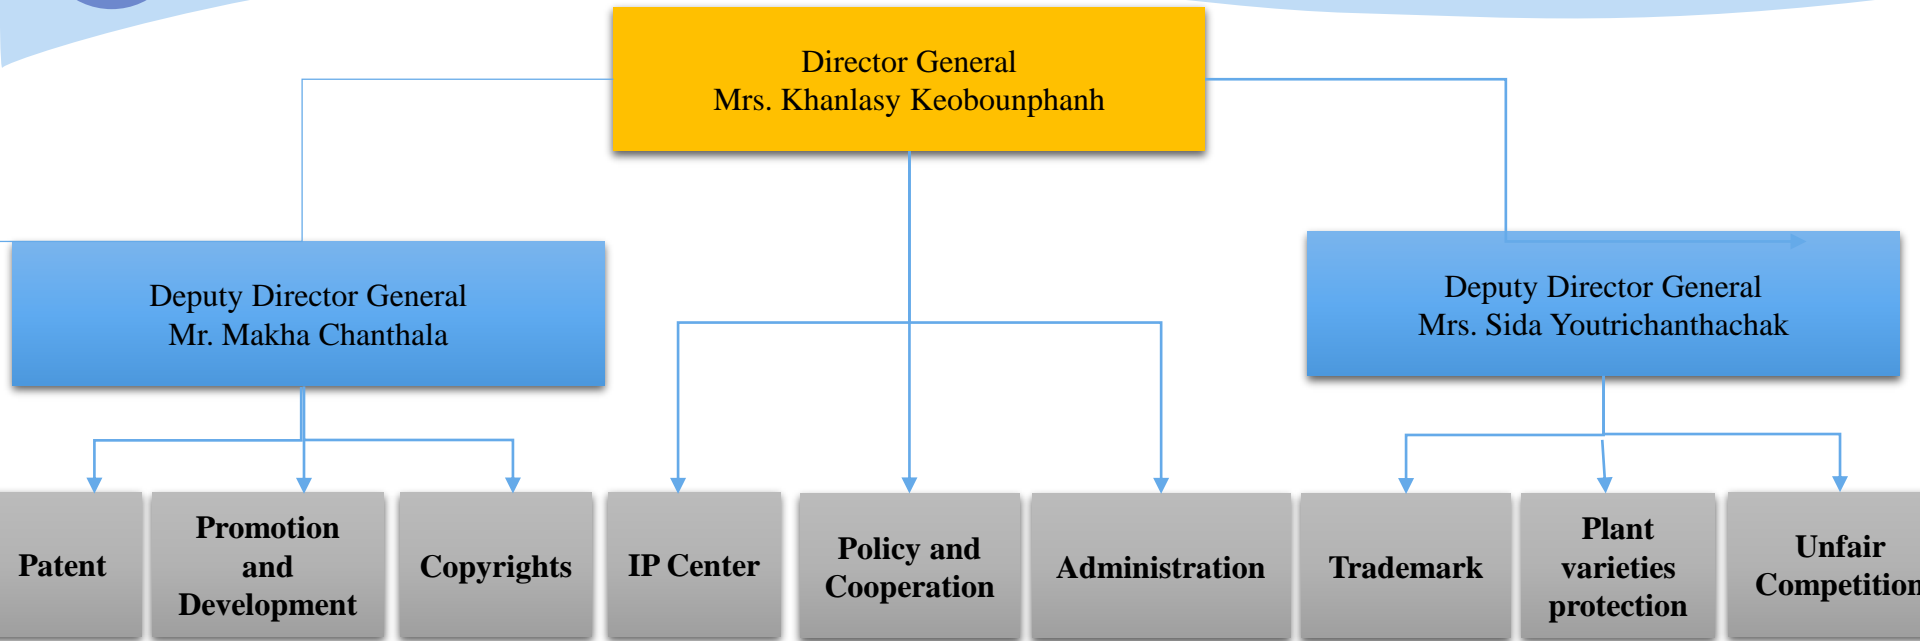 Director General
Mrs. Khanlasy Keobounphanh
Deputy Director General
Mr. Makha Chanthala
Deputy Director General
Mrs. Sida Youtrichanthachak
Patent
Promotion
and
Development
Copyrights
IP Center
Policy and
Cooperation
Administration
Trademark
Plant
varieties
protection
Unfair
Competition